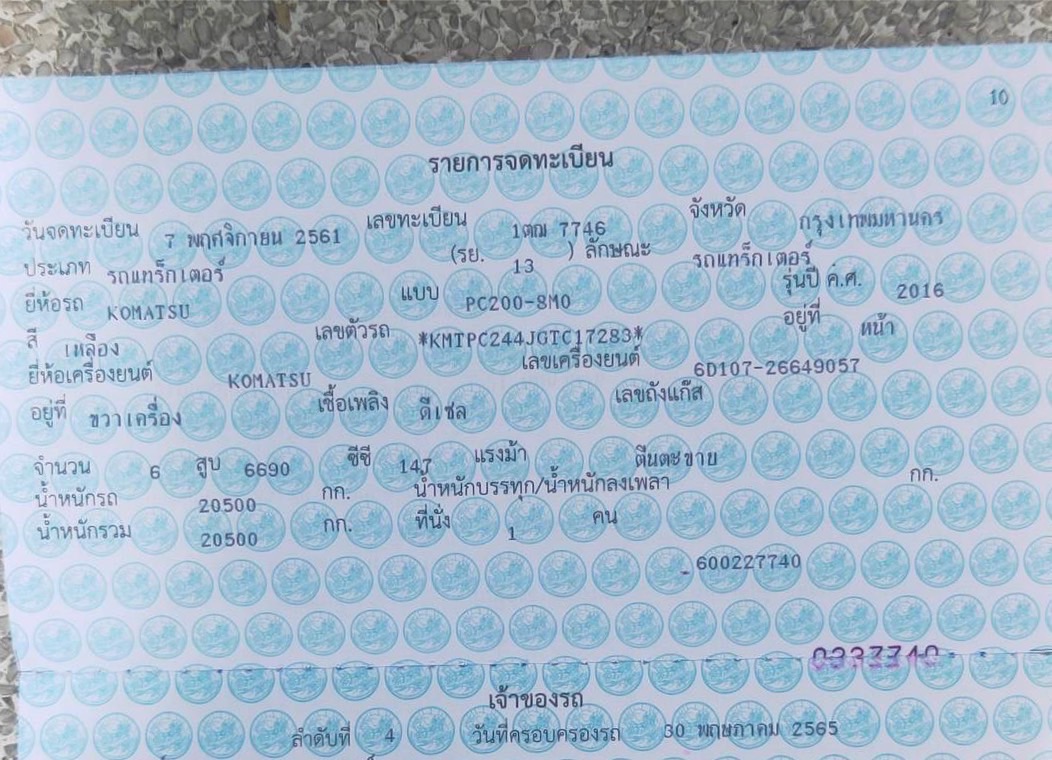 10
รายการจดทะเบียน
วันจดทะเบียน 7 พฤศจิกายน 2561 เลขทะเบียน 1ตฌ 7746 จังหวัด กรุงเทพมหานคร
ประเภท รถแทร็กเตอร์ (รย. 13 ) ลักษณะ รถแทร็กเตอร์
ยี่ห้อรถ KOMATSU แบบ PC200-8M0 รุ่นปี ค.ศ. 2016
สี เหลือง เลขตัวรถ *KMTPC244JGTC17283* อยู่ที่ หน้า
ยี่ห้อเครื่องยนต์ KOMATSU เลขเครื่องยนต์ 6D107-26649057
อยู่ที่ ขวาเครื่อง เชื้อเพลิง ดีเซล เลขถังแก๊ส
จำนวน 6 สูบ 6690 ซีซี 147 แรงม้า ตีนตะขาบ
น้ำหนักรถ 20500 กก. น้ำหนักบรรทุก/น้ำหนักลงเพลา กก.
น้ำหนักรวม 20500 กก. ที่นั่ง 1 คน
600227740
เจ้าของรถ
ลำดับที่ 4 วันที่ครอบครองรถ 30 พฤษภาคม 2565